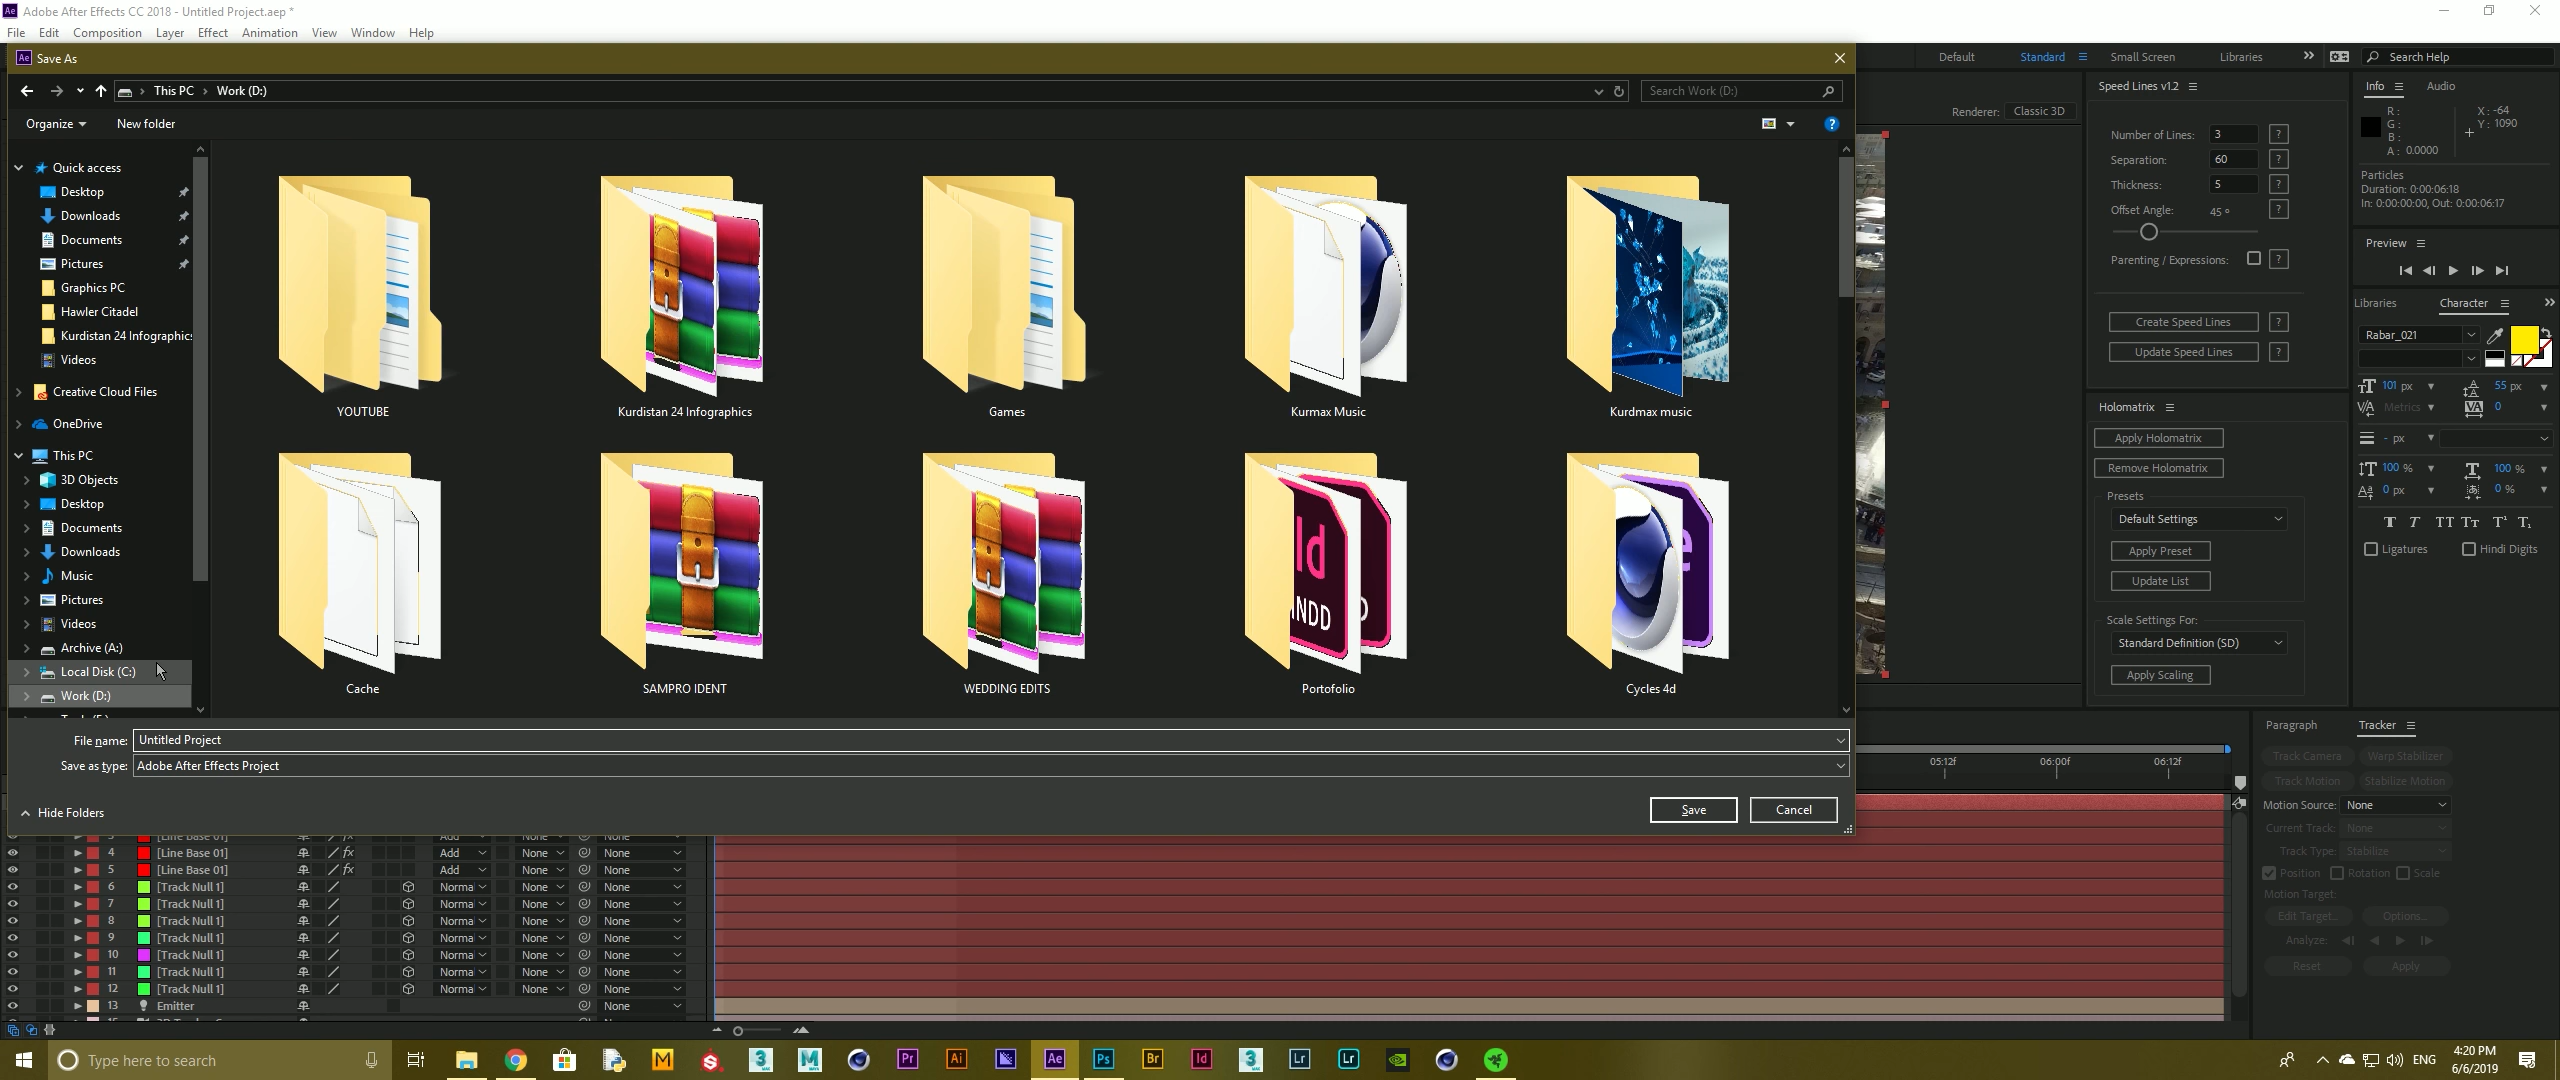 Adobe After Effects CC 2018 - Untitled Project.aep *
File Edit Composition Layer Effect Animation View Window Help
Save As
This PC Work (D:)
Search Work (D:)
Organize New folder
Quick access
Desktop
Downloads
Documents
Pictures
Graphics PC
Hawler Citadel
Kurdistan 24 Infographics
Videos
Creative Cloud Files
OneDrive
This PC
3D Objects
Desktop
Documents
Downloads
Music
Pictures
Videos
Archive (A:)
Local Disk (C:)
Work (D:)
YOUTUBE
Kurdistan 24 Infographics
Games
Kurmax Music
Kurdmax music
Cache
SAMPRO IDENT
WEDDING EDITS
Portofolio
Cycles 4d
File name: Untitled Project
Save as type: Adobe After Effects Project
Hide Folders
Save Cancel
Default Standard Small Screen Libraries Search Help
Renderer: Classic 3D
Speed Lines v1.2
Number of Lines: 3 ?
Separation: 60 ?
Thickness: 5 ?
Offset Angle: 45 ° ?
Parenting / Expressions: ?
Create Speed Lines ?
Update Speed Lines ?
Holomatrix
Apply Holomatrix
Remove Holomatrix
Presets
Default Settings
Apply Preset
Update List
Scale Settings For:
Standard Definition (SD)
Apply Scaling
Info Audio
R: X: -64
G: Y: 1090
B:
A: 0.0000
Particles
Duration: 0:00:06:18
In: 0:00:00:00, Out: 0:00:06:17
Preview
Libraries Character
Rabar_021
101 px 55 px
Metrics 0
- px
100 % 100 %
0 px 0 %
Ligatures Hindi Digits
Paragraph Tracker
Track Camera Warp Stabilizer
Track Motion Stabilize Motion
Motion Source: None
Current Track: None
Track Type: Stabilize
Position Rotation Scale
Motion Target:
Edit Target... Options...
Analyze:
Reset Apply
05:12f 06:00f 06:12f
4 [Line Base 01] fx Add None None
5 [Line Base 01] fx Add None None
6 [Track Null 1] Norma None None
7 [Track Null 1] Norma None None
8 [Track Null 1] Norma None None
9 [Track Null 1] Norma None None
10 [Track Null 1] Norma None None
11 [Track Null 1] Norma None None
12 [Track Null 1] Norma None None
13 Emitter None
Type here to search
ENG
4:20 PM
6/6/2019